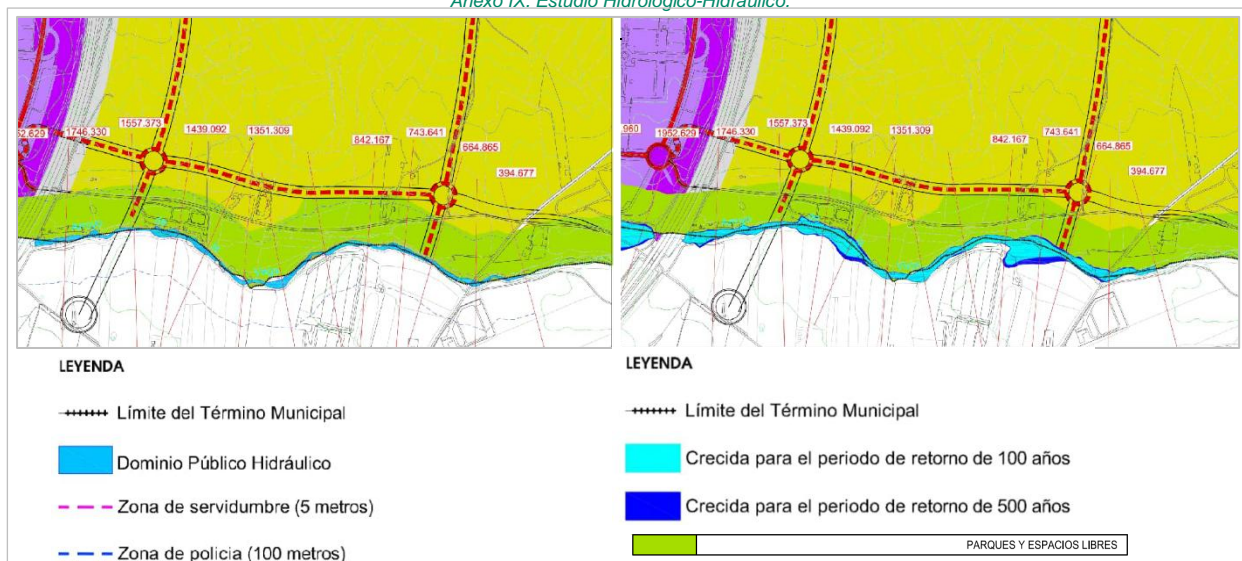 Anexo IX. Estudio Hidrológico-Hidráulico.
52.629
1746.330
1557.373
1439.092
1351.309
842.167
743.641
664.865
394.677
.960
1952.629
1746.330
1557.373
1439.092
1351.309
842.167
743.641
664.865
394.677
LEYENDA
Límite del Término Municipal
Dominio Público Hidráulico
Zona de servidumbre (5 metros)
Zona de policia (100 metros)
LEYENDA
Límite del Término Municipal
Crecida para el periodo de retorno de 100 años
Crecida para el periodo de retorno de 500 años
PARQUES Y ESPACIOS LIBRES